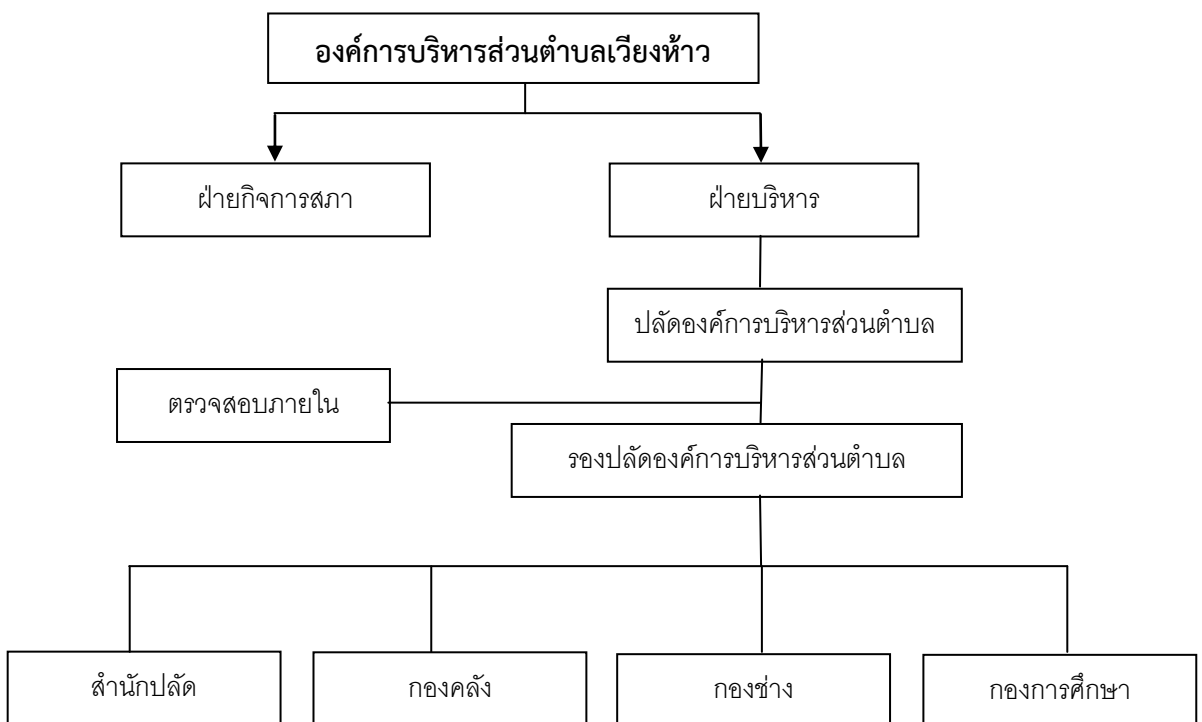 องค์การบริหารส่วนตำบลเวียงห้าว
ฝ่ายกิจการสภา
ฝ่ายบริหาร
ปลัดองค์การบริหารส่วนตำบล
ตรวจสอบภายใน
รองปลัดองค์การบริหารส่วนตำบล
สำนักปลัด
กองคลัง
กองช่าง
กองการศึกษา